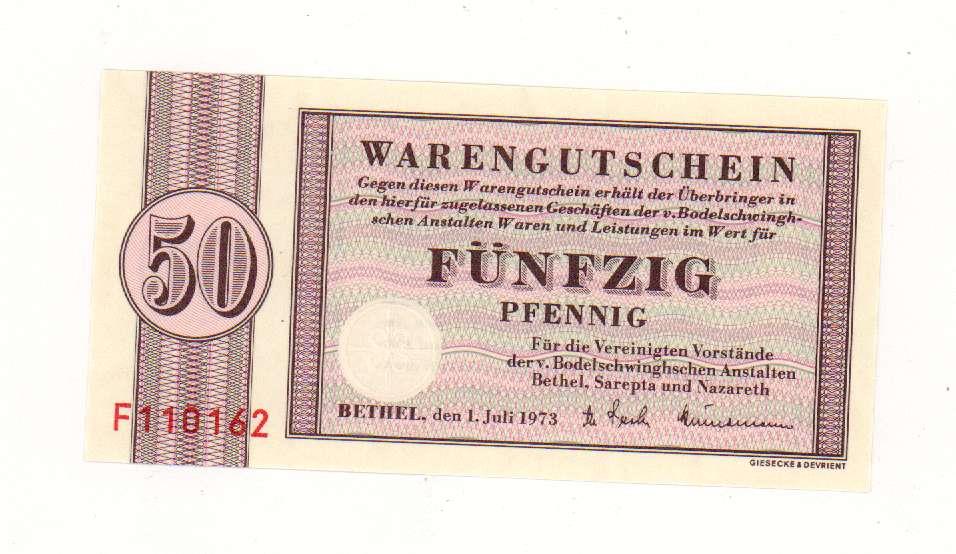 WARENGUTSCHEIN
Gegen diesen Warengutschein erhält der Überbringer in
den hierfür zugelassenen Geschäften der v. Bodelschwingh-
schen Anstalten Waren und Leistungen im Wert für
50
FÜNFZIG
PFENNIG
Für die Vereinigten Vorstände
der v. Bodelschwinghschen Anstalten
Bethel, Sarepta und Nazareth
F110162
BETHEL, den 1. Juli 1973
GIESECKE & DEVRIENT